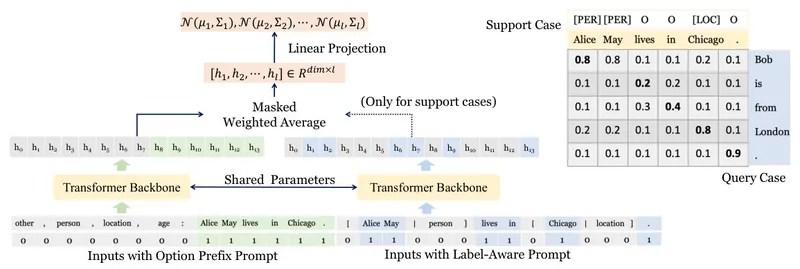 𝒩(μ₁, Σ₁), 𝒩(μ₂, Σ₂), ⋯, 𝒩(μₗ, Σₗ)
Linear Projection
[h₁, h₂, ⋯, hₗ] ∈ R^{dim×l}
Masked
Weighted Average
(Only for support cases)
h₀ h₁ h₂ h₃ h₄ h₅ h₆ h₇ h₈ h₉ h₁₀ h₁₁ h₁₂ h₁₃
h₀ h₁ h₂ h₃ h₄ h₅ h₆ h₇ h₈ h₉ h₁₀ h₁₁ h₁₂ h₁₃
Transformer Backbone
Shared Parameters
Transformer Backbone
other , person , location , age : Alice May lives in Chicago .
0 0 0 0 0 0 0 0 1 1 1 1 1 1
Inputs with Option Prefix Prompt
[ Alice May | person ] lives in [ Chicago | location ] .
0 1 1 0 0 0 1 1 0 1 0 0 0 1
Inputs with Label-Aware Prompt
Support Case
[PER] [PER] O O [LOC] O
Alice May lives in Chicago .
0.8 0.8 0.1 0.1 0.2 0.1 Bob
0.1 0.1 0.2 0.2 0.1 0.1 is
0.1 0.1 0.3 0.4 0.1 0.1 from
0.2 0.2 0.1 0.1 0.8 0.1 London
0.1 0.1 0.1 0.1 0.1 0.9 .
Query Case